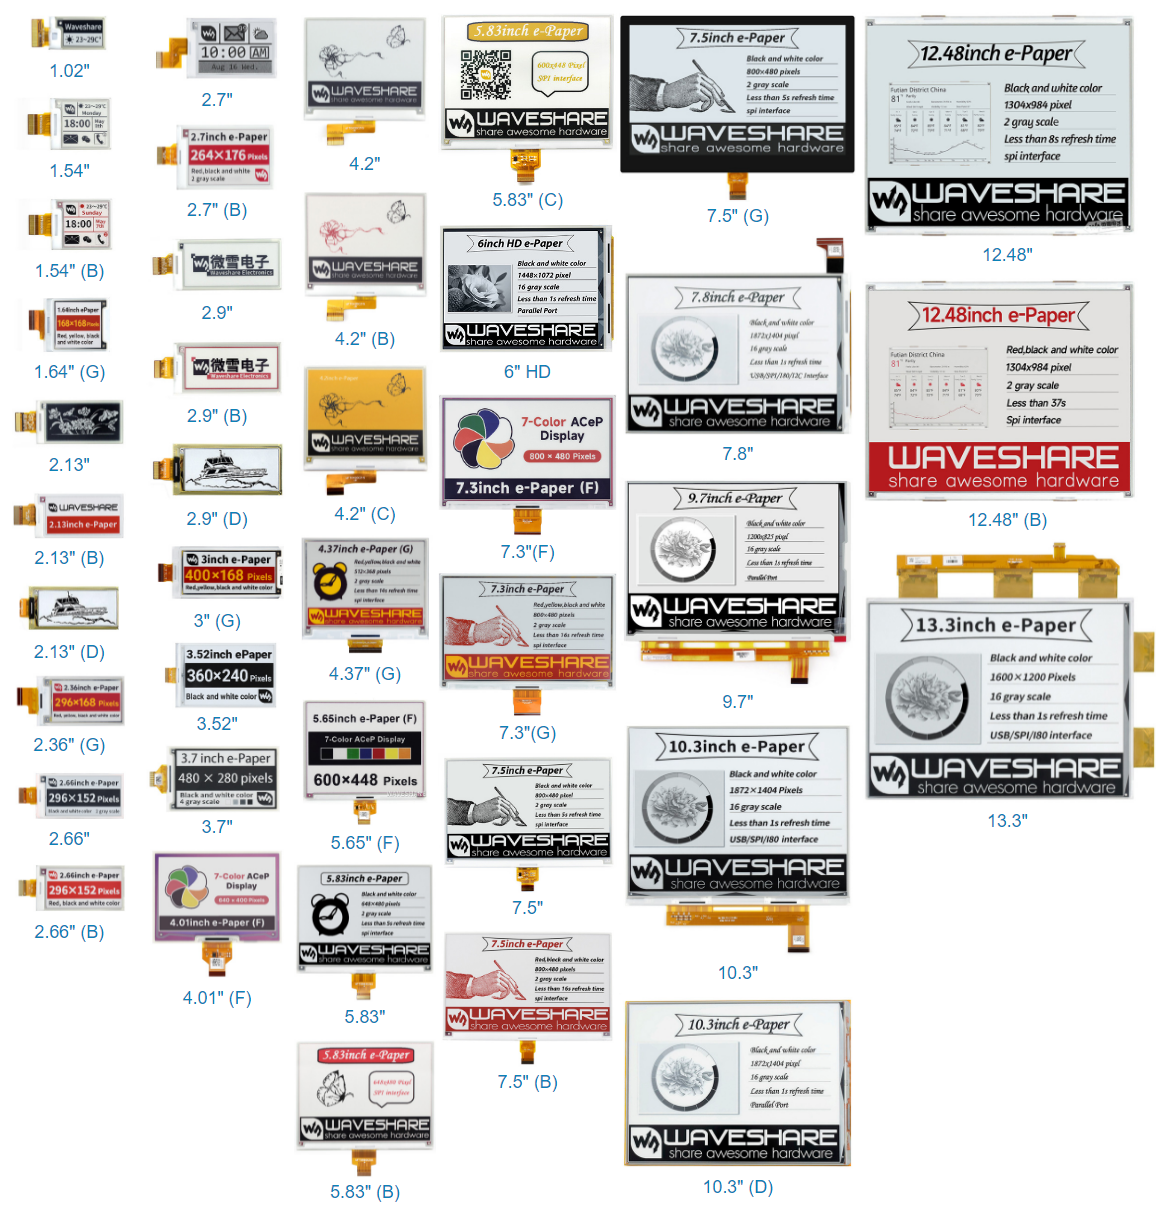 Waveshare
23~29C°
1.02"
23~29°C
Monday
18:00
May
1.54"
23~29°C
Sunday
18:00
May
7th
1.54" (B)
1.64inch ePaper
168×168 Pixels
Red, yellow, black
and white color
1.64" (G)
2.13"
WAVESHARE
2.13inch e-Paper
2.13" (B)
2.13" (D)
2.36inch e-Paper
296×168 Pixels
Red, yellow, black and white color
2.36" (G)
2.66inch e-Paper
296×152 Pixels
Black and white color 2 gray scale
2.66"
2.66inch e-Paper
296×152 Pixels
Red, black and white color
2.66" (B)
10:00 AM
Aug 14 Wed.
2.7"
2.7inch e-Paper
264×176 Pixels
Red,black and white
2 gray scale
2.7" (B)
微雪电子
Waveshare Electronics
2.9"
微雪电子
Waveshare Electronics
2.9" (B)
2.9" (D)
3inch e-Paper
400×168 Pixels
Red,yellow,black and white color
3" (G)
3.52inch ePaper
360×240 Pixels
Black and white color
3.52"
3.7 inch e-Paper
480 × 280 pixels
Black and white color
4 gray scale
3.7"
7-Color ACeP
Display
640 × 400 Pixels
4.01inch e-Paper (F)
4.01" (F)
WAVESHARE
share awesome hardware
4.2"
WAVESHARE
share awesome hardware
4.2" (B)
WAVESHARE
share awesome hardware
4.2" (C)
4.37inch e-Paper (G)
Red,yellow,black and white
512×368 pixels
2 gray scale
Less than 16s refresh time
spi interface
WAVESHARE
share awesome hardware
4.37" (G)
5.65inch e-Paper (F)
7-Color ACeP Display
600×448 Pixels
5.65" (F)
5.83inch e-Paper
Black and white color
648×480 pixels
2 gray scale
Less than 5s refresh time
spi interface
WAVESHARE
share awesome hardware
5.83"
5.83inch e-Paper
648x480 Pixel
SPI interface
WAVESHARE
share awesome hardware
5.83" (B)
5.83inch e-Paper
600x448 Pixel
SPI interface
WAVESHARE
share awesome hardware
5.83" (C)
6inch HD e-Paper
Black and white color
1448×1072 pixel
16 gray scale
Less than 1s refresh time
Parallel Port
WAVESHARE
share awesome hardware
6" HD
7-Color ACeP
Display
800 × 480 Pixels
7.3inch e-Paper (F)
7.3"(F)
7.3inch e-Paper
Red,yellow,black and white
800×480 pixels
2 gray scale
Less than 16s refresh time
spi interface
WAVESHARE
share awesome hardware
7.3"(G)
7.5inch e-Paper
Black and white color
800×480 pixel
2 gray scale
Less than 5s refresh time
spi interface
WAVESHARE
share awesome hardware
7.5"
7.5inch e-Paper
Red,black and white color
800×480 pixels
2 gray scale
Less than 16s refresh time
spi interface
WAVESHARE
share awesome hardware
7.5" (B)
7.5inch e-Paper
Black and white color
800×480 pixels
2 gray scale
Less than 5s refresh time
spi interface
WAVESHARE
share awesome hardware
7.5" (G)
7.8inch e-Paper
Black and white color
1872x1404 pixel
16 gray scale
Less than 1s refresh time
USB/SPI/I80/I2C Interface
WAVESHARE
share awesome hardware
7.8"
9.7inch e-Paper
Black and white color
1200x825 pixel
16 gray scale
Less than 1s refresh time
Parallel Port
WAVESHARE
share awesome hardware
9.7"
10.3inch e-Paper
Black and white color
1872×1404 Pixels
16 gray scale
Less than 1s refresh time
USB/SPI/I80 interface
WAVESHARE
share awesome hardware
10.3"
10.3inch e-Paper
Black and white color
1872x1404 pixel
16 gray scale
Less than 1s refresh time
Parallel Port
WAVESHARE
share awesome hardware
10.3" (D)
12.48inch e-Paper
Futian District China
81°
Black and white color
1304x984 pixel
2 gray scale
Less than 8s refresh time
spi interface
WAVESHARE
share awesome hardware
12.48"
12.48inch e-Paper
Futian District China
81°
Red,black and white color
1304x984 pixel
2 gray scale
Less than 37s
Spi interface
WAVESHARE
share awesome hardware
12.48" (B)
13.3inch e-Paper
Black and white color
1600×1200 Pixels
16 gray scale
Less than 1s refresh time
USB/SPI/I80 interface
WAVESHARE
share awesome hardware
13.3"